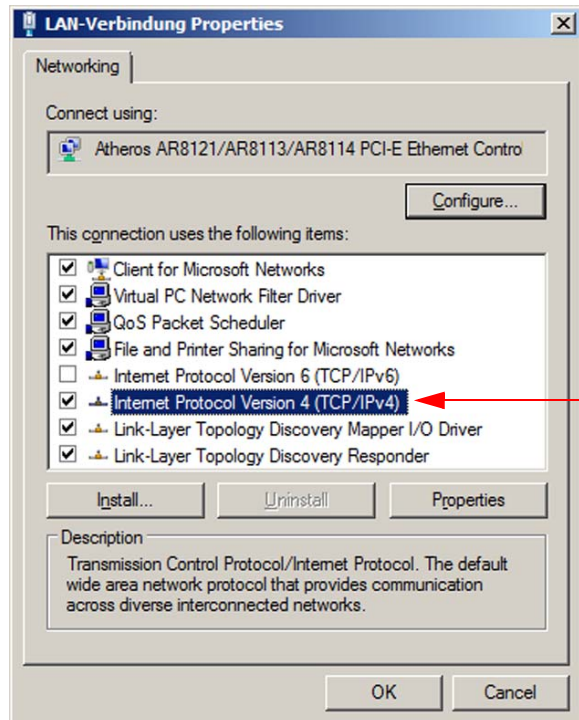 LAN-Verbindung Properties
Networking
Connect using:
Atheros AR8121/AR8113/AR8114 PCI-E Ethernet Control
Configure...
This connection uses the following items:
Client for Microsoft Networks
Virtual PC Network Filter Driver
QoS Packet Scheduler
File and Printer Sharing for Microsoft Networks
Internet Protocol Version 6 (TCP/IPv6)
Internet Protocol Version 4 (TCP/IPv4)
Link-Layer Topology Discovery Mapper I/O Driver
Link-Layer Topology Discovery Responder
Install...
Uninstall
Properties
Description
Transmission Control Protocol/Internet Protocol. The default
wide area network protocol that provides communication
across diverse interconnected networks.
OK
Cancel